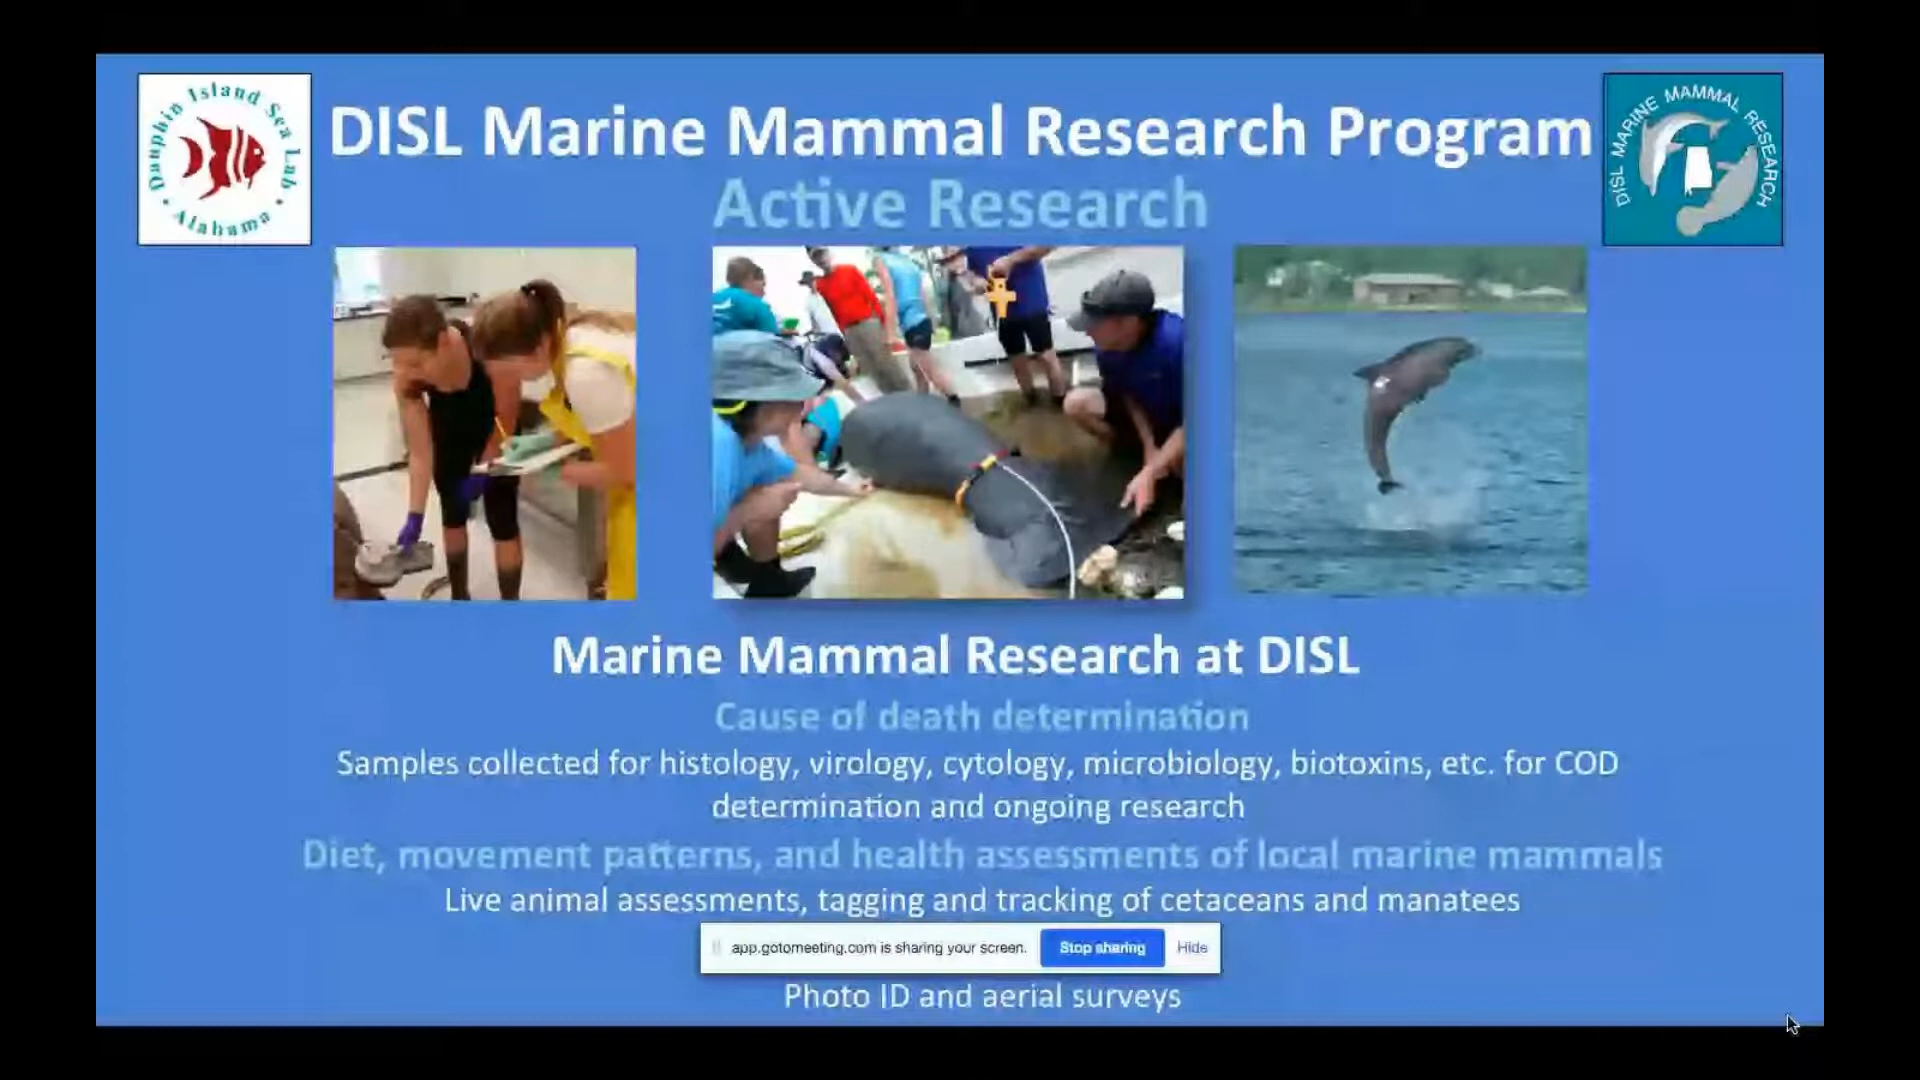 Dauphin Island Sea Lab
• Alabama •
DISL Marine Mammal Research Program
Active Research
DISL MARINE MAMMAL RESEARCH
Marine Mammal Research at DISL
Cause of death determination
Samples collected for histology, virology, cytology, microbiology, biotoxins, etc. for COD
determination and ongoing research
Diet, movement patterns, and health assessments of local marine mammals
Live animal assessments, tagging and tracking of cetaceans and manatees
app.gotomeeting.com is sharing your screen.
Stop sharing
Hide
Photo ID and aerial surveys